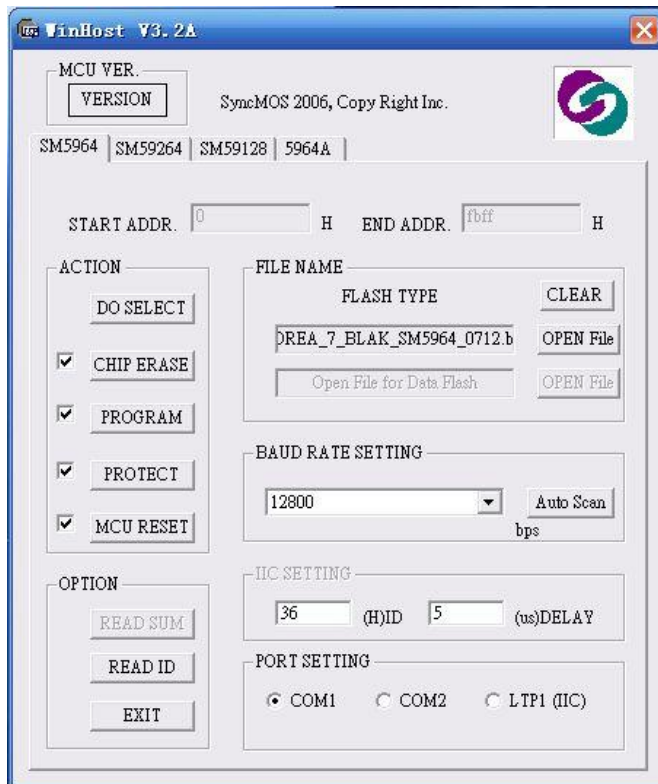 WinHost V3.2A
MCU VER.
VERSION
SyncMOS 2006, Copy Right Inc.
SM5964 SM59264 SM59128 5964A
START ADDR. 0 H END ADDR. fbff H
ACTION
DO SELECT
CHIP ERASE
PROGRAM
PROTECT
MCU RESET
FILE NAME
FLASH TYPE CLEAR
OREA_7_BLAK_SM5964_0712.b OPEN File
Open File for Data Flash OPEN File
BAUD RATE SETTING
12800 Auto Scan
bps
OPTION
READ SUM
READ ID
EXIT
IIC SETTING
36 (H)ID 5 (us)DELAY
PORT SETTING
COM1 COM2 LTP1 (IIC)